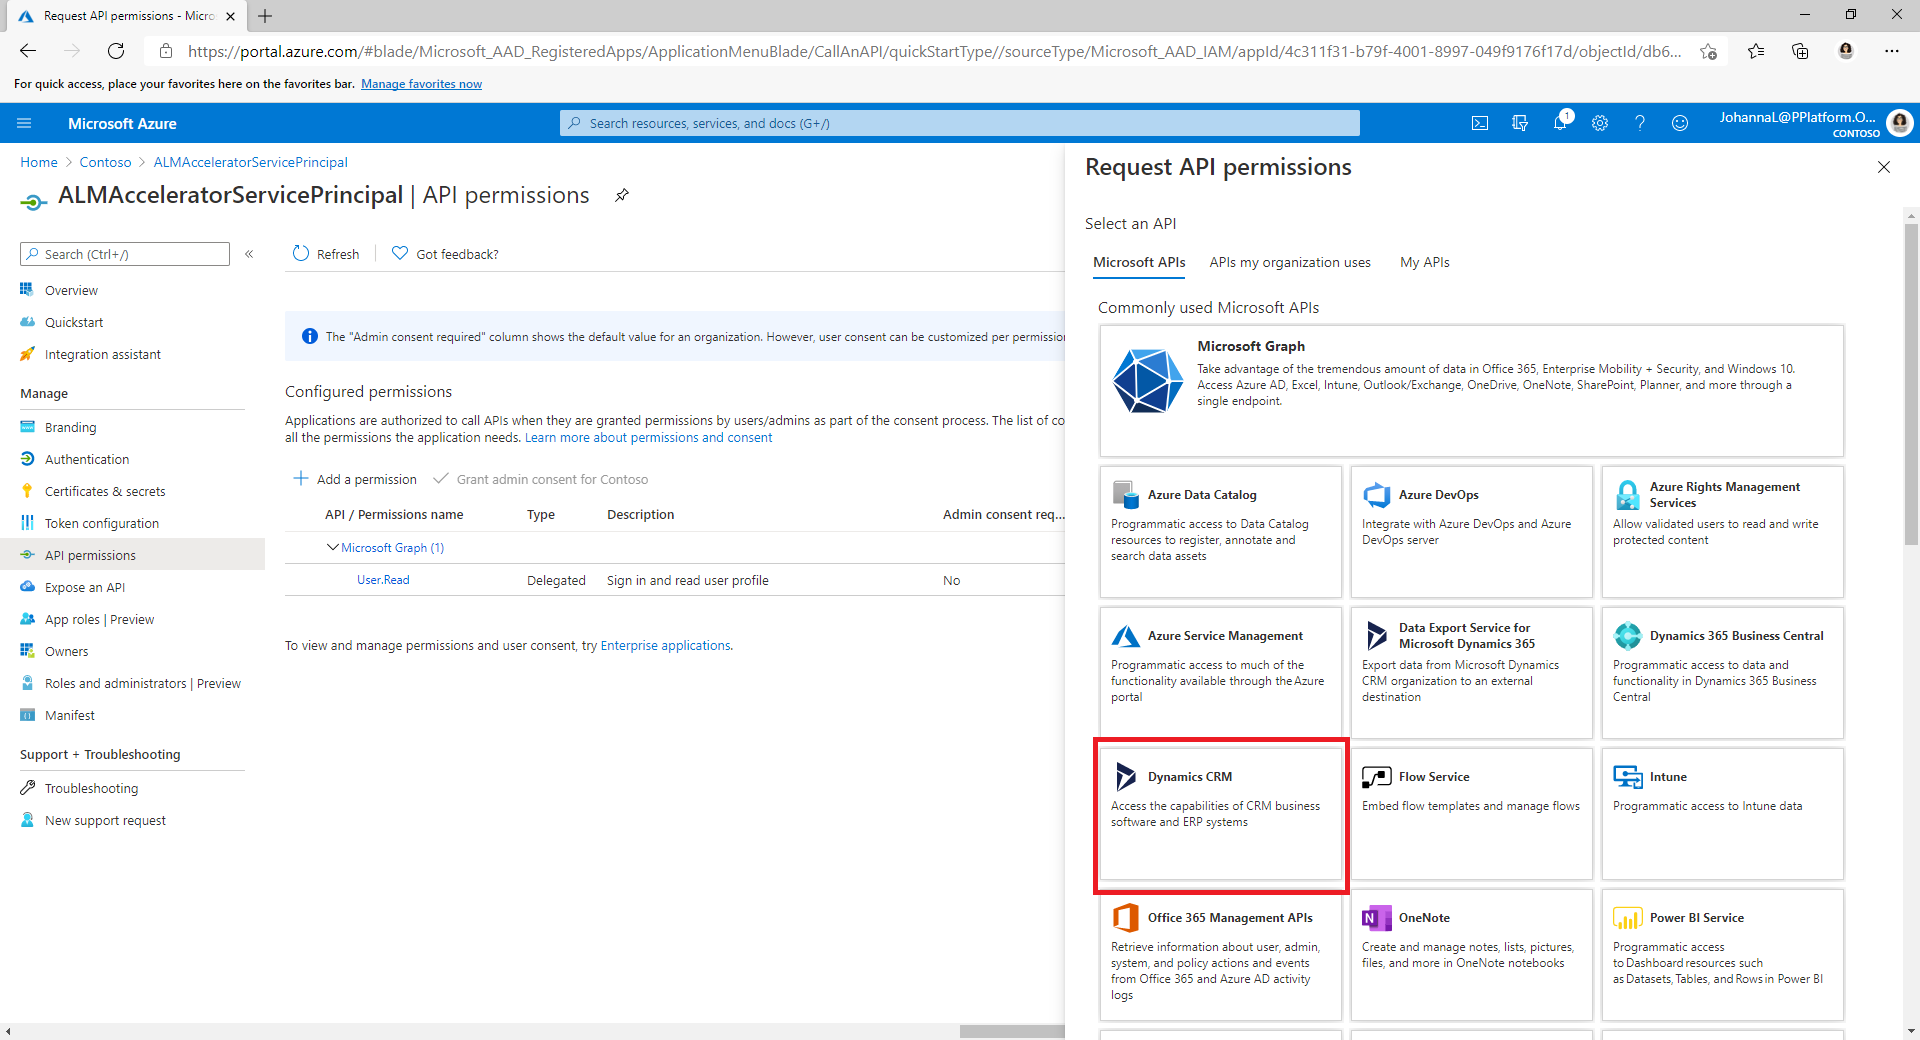 Request API permissions - Micro
https://portal.azure.com/#blade/Microsoft_AAD_RegisteredApps/ApplicationMenuBlade/CallAnAPI/quickStartType//sourceType/Microsoft_AAD_IAM/appId/4c311f31-b79f-4001-8997-049f9176f17d/objectId/db6...
For quick access, place your favorites here on the favorites bar. Manage favorites now
Microsoft Azure
Search resources, services, and docs (G+/)
1
JohannaL@PPlatform.O...
CONTOSO
Home > Contoso > ALMAcceleratorServicePrincipal
ALMAcceleratorServicePrincipal | API permissions
Search (Ctrl+/)
«
Overview
Quickstart
Integration assistant
Manage
Branding
Authentication
Certificates & secrets
Token configuration
API permissions
Expose an API
App roles | Preview
Owners
Roles and administrators | Preview
Manifest
Support + Troubleshooting
Troubleshooting
New support request
Refresh
Got feedback?
The "Admin consent required" column shows the default value for an organization. However, user consent can be customized per permission
Configured permissions
Applications are authorized to call APIs when they are granted permissions by users/admins as part of the consent process. The list of co
all the permissions the application needs. Learn more about permissions and consent
Add a permission
Grant admin consent for Contoso
API / Permissions name Type Description Admin consent req...
Microsoft Graph (1)
User.Read Delegated Sign in and read user profile No
To view and manage permissions and user consent, try Enterprise applications.
Request API permissions
Select an API
Microsoft APIs APIs my organization uses My APIs
Commonly used Microsoft APIs
Microsoft Graph
Take advantage of the tremendous amount of data in Office 365, Enterprise Mobility + Security, and Windows 10.
Access Azure AD, Excel, Intune, Outlook/Exchange, OneDrive, OneNote, SharePoint, Planner, and more through a
single endpoint.
Azure Data Catalog
Programmatic access to Data Catalog
resources to register, annotate and
search data assets
Azure DevOps
Integrate with Azure DevOps and Azure
DevOps server
Azure Rights Management
Services
Allow validated users to read and write
protected content
Azure Service Management
Programmatic access to much of the
functionality available through the Azure
portal
Data Export Service for
Microsoft Dynamics 365
Export data from Microsoft Dynamics
CRM organization to an external
destination
Dynamics 365 Business Central
Programmatic access to data and
functionality in Dynamics 365 Business
Central
Dynamics CRM
Access the capabilities of CRM business
software and ERP systems
Flow Service
Embed flow templates and manage flows
Intune
Programmatic access to Intune data
Office 365 Management APIs
Retrieve information about user, admin,
system, and policy actions and events
from Office 365 and Azure AD activity
logs
OneNote
Create and manage notes, lists, pictures,
files, and more in OneNote notebooks
Power BI Service
Programmatic access
to Dashboard resources such
as Datasets, Tables, and Rows in Power BI